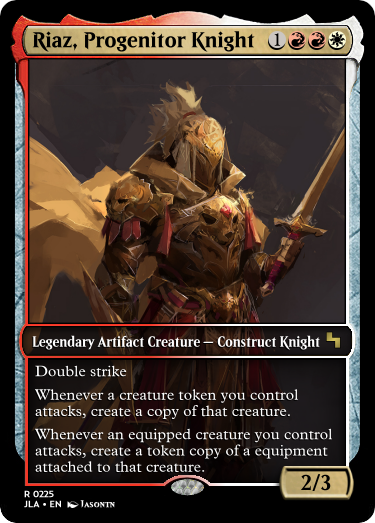 Riaz, Progenitor Knight 1
Legendary Artifact Creature — Construct Knight
Double strike
Whenever a creature token you control
attacks, create a copy of that creature.
Whenever an equipped creature you control
attacks, create a token copy of a equipment
attached to that creature.
2/3
R 0225
JLA • EN Jasontn